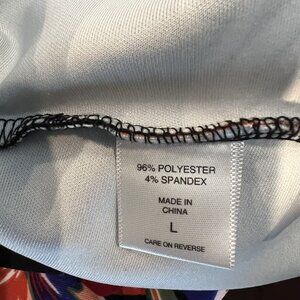 96% POLYESTER
4% SPANDEX
MADE IN
CHINA
L
CARE ON REVERSE